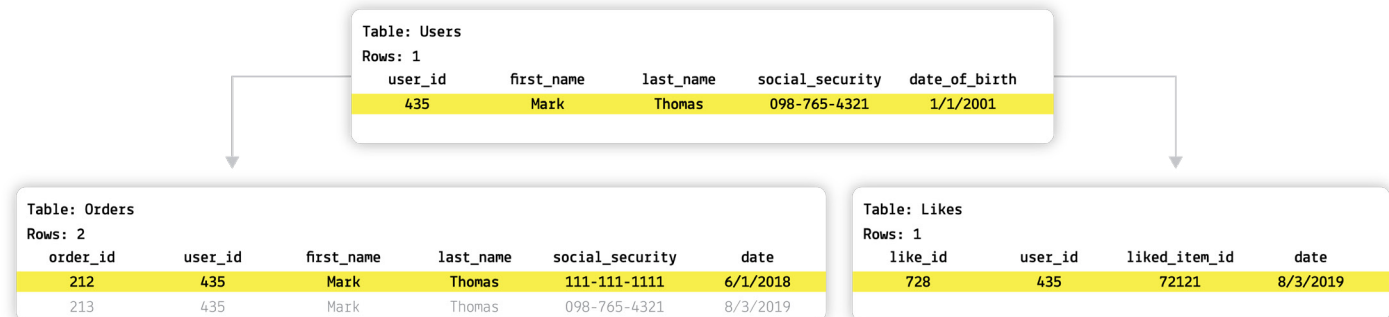 Table: Users
Rows: 1
user_id first_name last_name social_security date_of_birth
435 Mark Thomas 098-765-4321 1/1/2001
Table: Orders
Rows: 2
order_id user_id first_name last_name social_security date
212 435 Mark Thomas 111-111-1111 6/1/2018
213 435 Mark Thomas 098-765-4321 8/3/2019
Table: Likes
Rows: 1
like_id user_id liked_item_id date
728 435 72121 8/3/2019